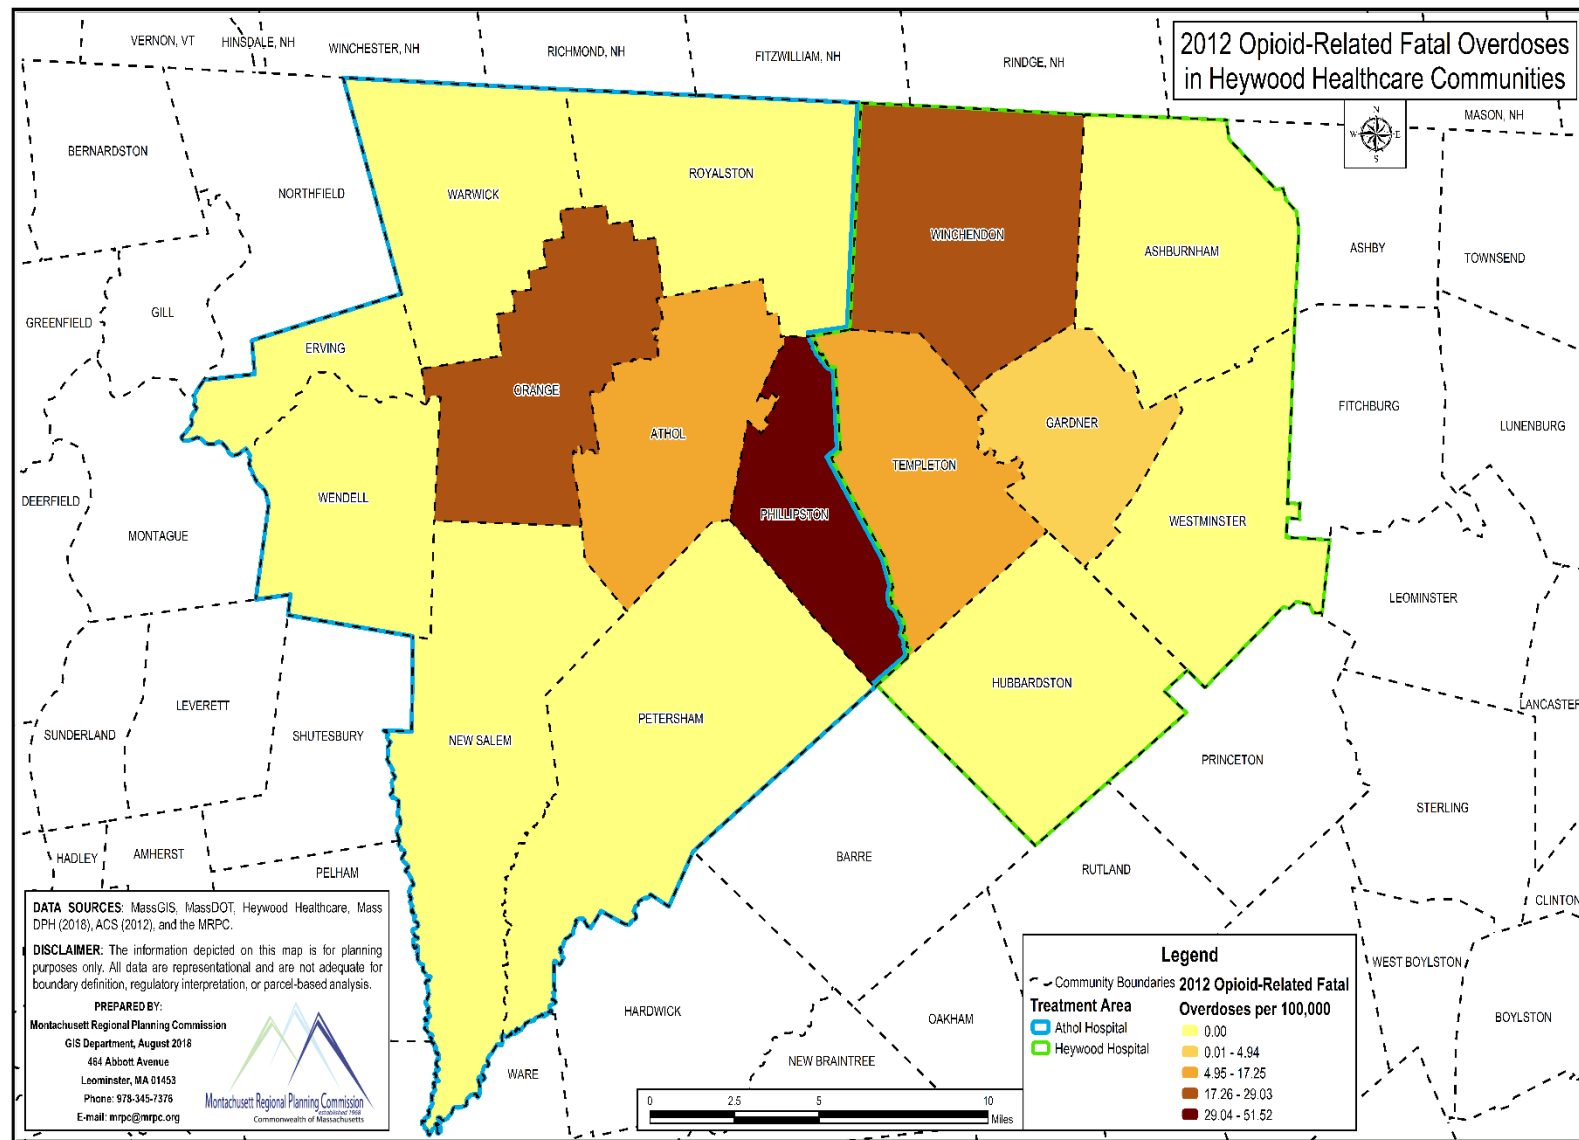 2012 Opioid-Related Fatal Overdoses
in Heywood Healthcare Communities
VERNON, VT
HINSDALE, NH
WINCHESTER, NH
RICHMOND, NH
FITZWILLIAM, NH
RINDGE, NH
MASON, NH
N
W E
S
BERNARDSTON
NORTHFIELD
WARWICK
ROYALSTON
WINCHENDON
ASHBURNHAM
ASHBY
TOWNSEND
GREENFIELD
GILL
ERVING
ORANGE
ATHOL
GARDNER
FITCHBURG
LUNENBURG
TEMPLETON
DEERFIELD
WENDELL
PHILLIPSTON
WESTMINSTER
MONTAGUE
LEOMINSTER
LEVERETT
SUNDERLAND
SHUTESBURY
NEW SALEM
PETERSHAM
HUBBARDSTON
PRINCETON
LANCASTER
STERLING
HADLEY
AMHERST
PELHAM
BARRE
RUTLAND
CLINTON
WEST BOYLSTON
BOYLSTON
HARDWICK
OAKHAM
NEW BRAINTREE
WARE
DATA SOURCES: MassGIS, MassDOT, Heywood Healthcare, Mass
DPH (2018), ACS (2012), and the MRPC.
DISCLAIMER: The information depicted on this map is for planning
purposes only. All data are representational and are not adequate for
boundary definition, regulatory interpretation, or parcel-based analysis.
PREPARED BY:
Montachusett Regional Planning Commission
GIS Department, August 2018
464 Abbott Avenue
Leominster, MA 01453
Phone: 978-345-7376
E-mail: mrpc@mrpc.org
Montachusett Regional Planning Commission
established 1968
Commonwealth of Massachusetts
0 2.5 5 10
Miles
Legend
Community Boundaries
Treatment Area
Athol Hospital
Heywood Hospital
2012 Opioid-Related Fatal
Overdoses per 100,000
0.00
0.01 - 4.94
4.95 - 17.25
17.26 - 29.03
29.04 - 51.52